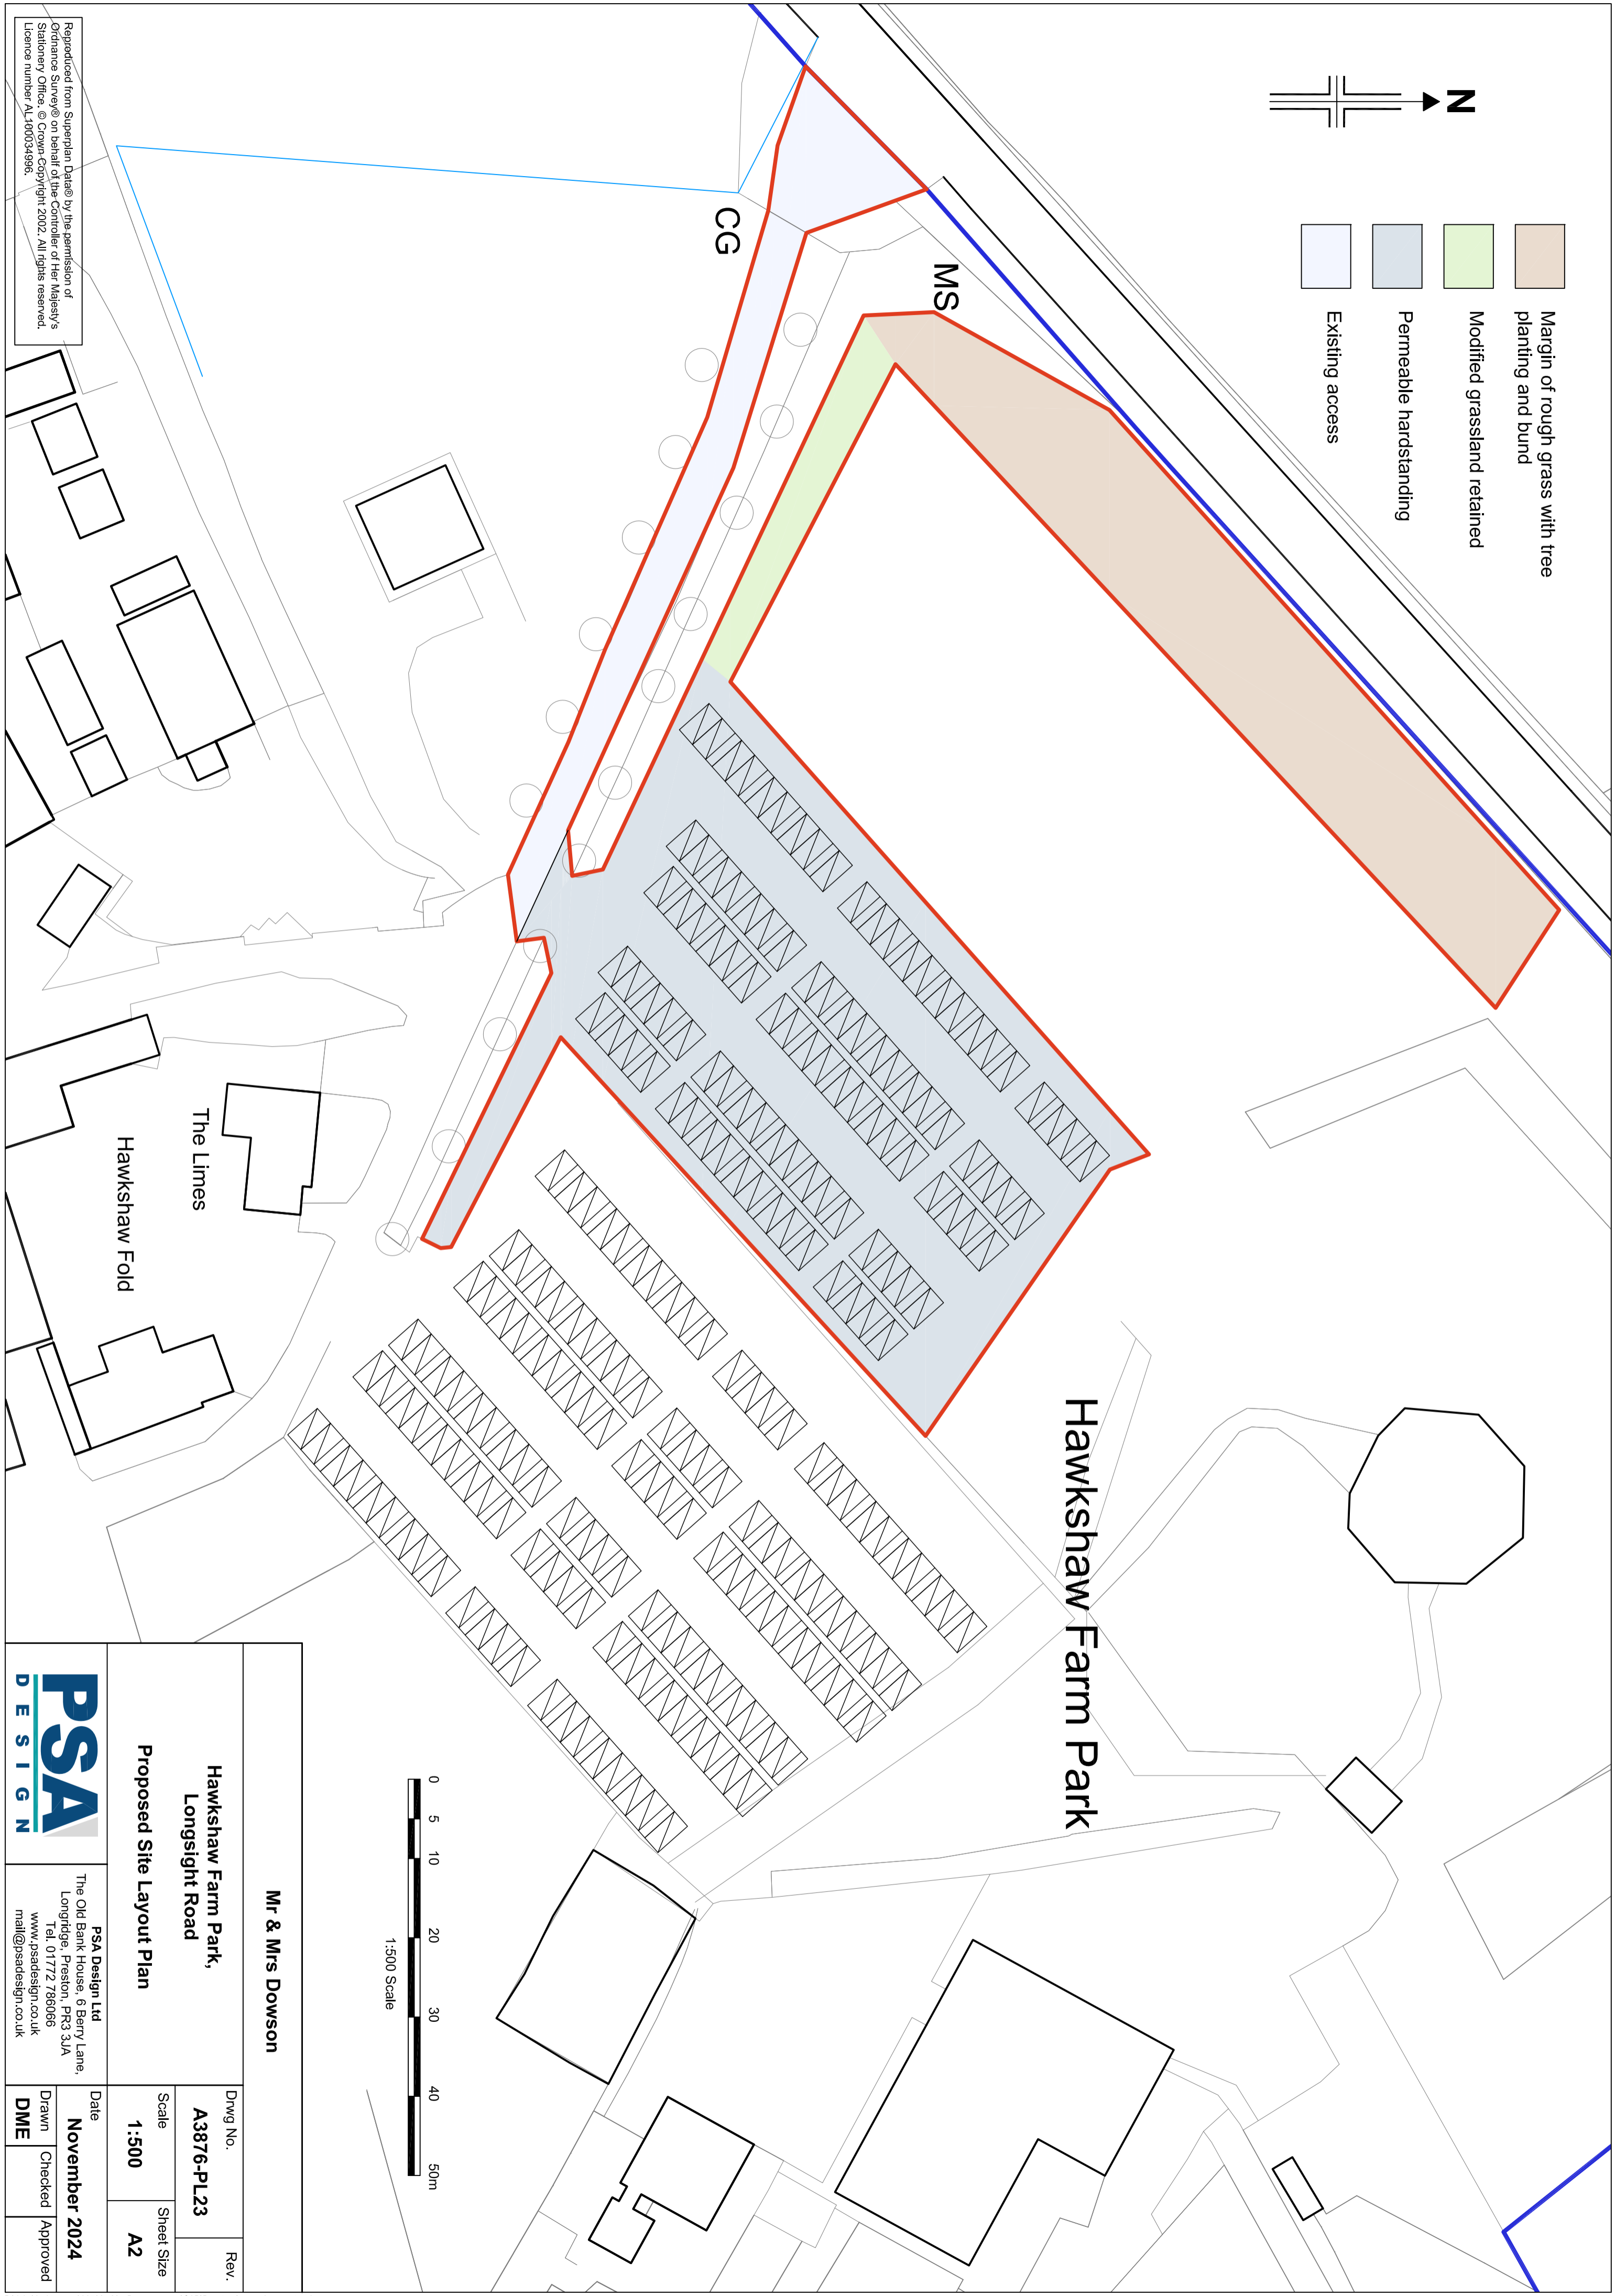 N
Margin of rough grass with tree
planting and bund
Modified grassland retained
Permeable hardstanding
Existing access
MS
CG
Hawkshaw Farm Park
The Limes
Hawkshaw Fold
Reproduced from Superplan Data® by the permission of
Ordnance Survey® on behalf of the Controller of Her Majesty's
Stationery Office. © Crown Copyright 2002. All rights reserved.
Licence number AL 100034996.
0 5 10 20 30 40 50m
1:500 Scale
Mr & Mrs Dowson
Hawkshaw Farm Park,
Longsight Road
Proposed Site Layout Plan
Drwg No.
A3876-PL23
Rev.
Scale
1:500
Sheet Size
A2
PSA
DESIGN
PSA Design Ltd
The Old Bank House, 6 Berry Lane,
Longridge, Preston, PR3 3JA
Tel. 01772 786066
www.psadesign.co.uk
mail@psadesign.co.uk
Date
November 2024
Drawn
DME
Checked
Approved